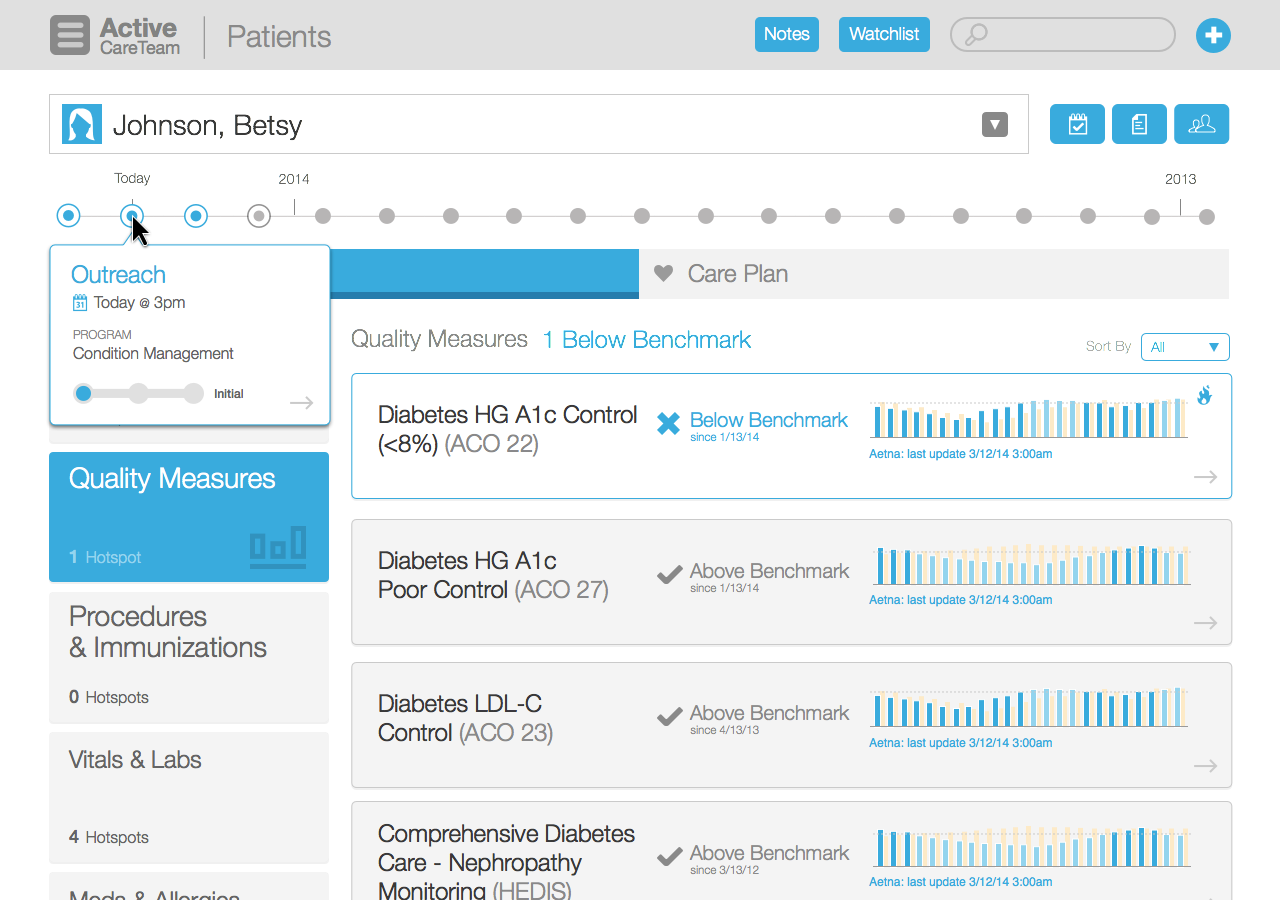 Active
CareTeam
Patients
Notes
Watchlist
Johnson, Betsy
Today
2014
2013
Outreach
31
Today @ 3pm
PROGRAM
Condition Management
Initial
Care Plan
Quality Measures 1 Below Benchmark
Sort By
All
Quality Measures
1 Hotspot
Procedures
& Immunizations
0 Hotspots
Vitals & Labs
4 Hotspots
Meds & Allergies
Diabetes HG A1c Control
(<8%) (ACO 22)
Below Benchmark
since 1/13/14
Aetna: last update 3/12/14 3:00am
Diabetes HG A1c
Poor Control (ACO 27)
Above Benchmark
since 1/13/14
Aetna: last update 3/12/14 3:00am
Diabetes LDL-C
Control (ACO 23)
Above Benchmark
since 4/13/13
Aetna: last update 3/12/14 3:00am
Comprehensive Diabetes
Care - Nephropathy
Monitoring (HEDIS)
Above Benchmark
since 3/13/12
Aetna: last update 3/12/14 3:00am